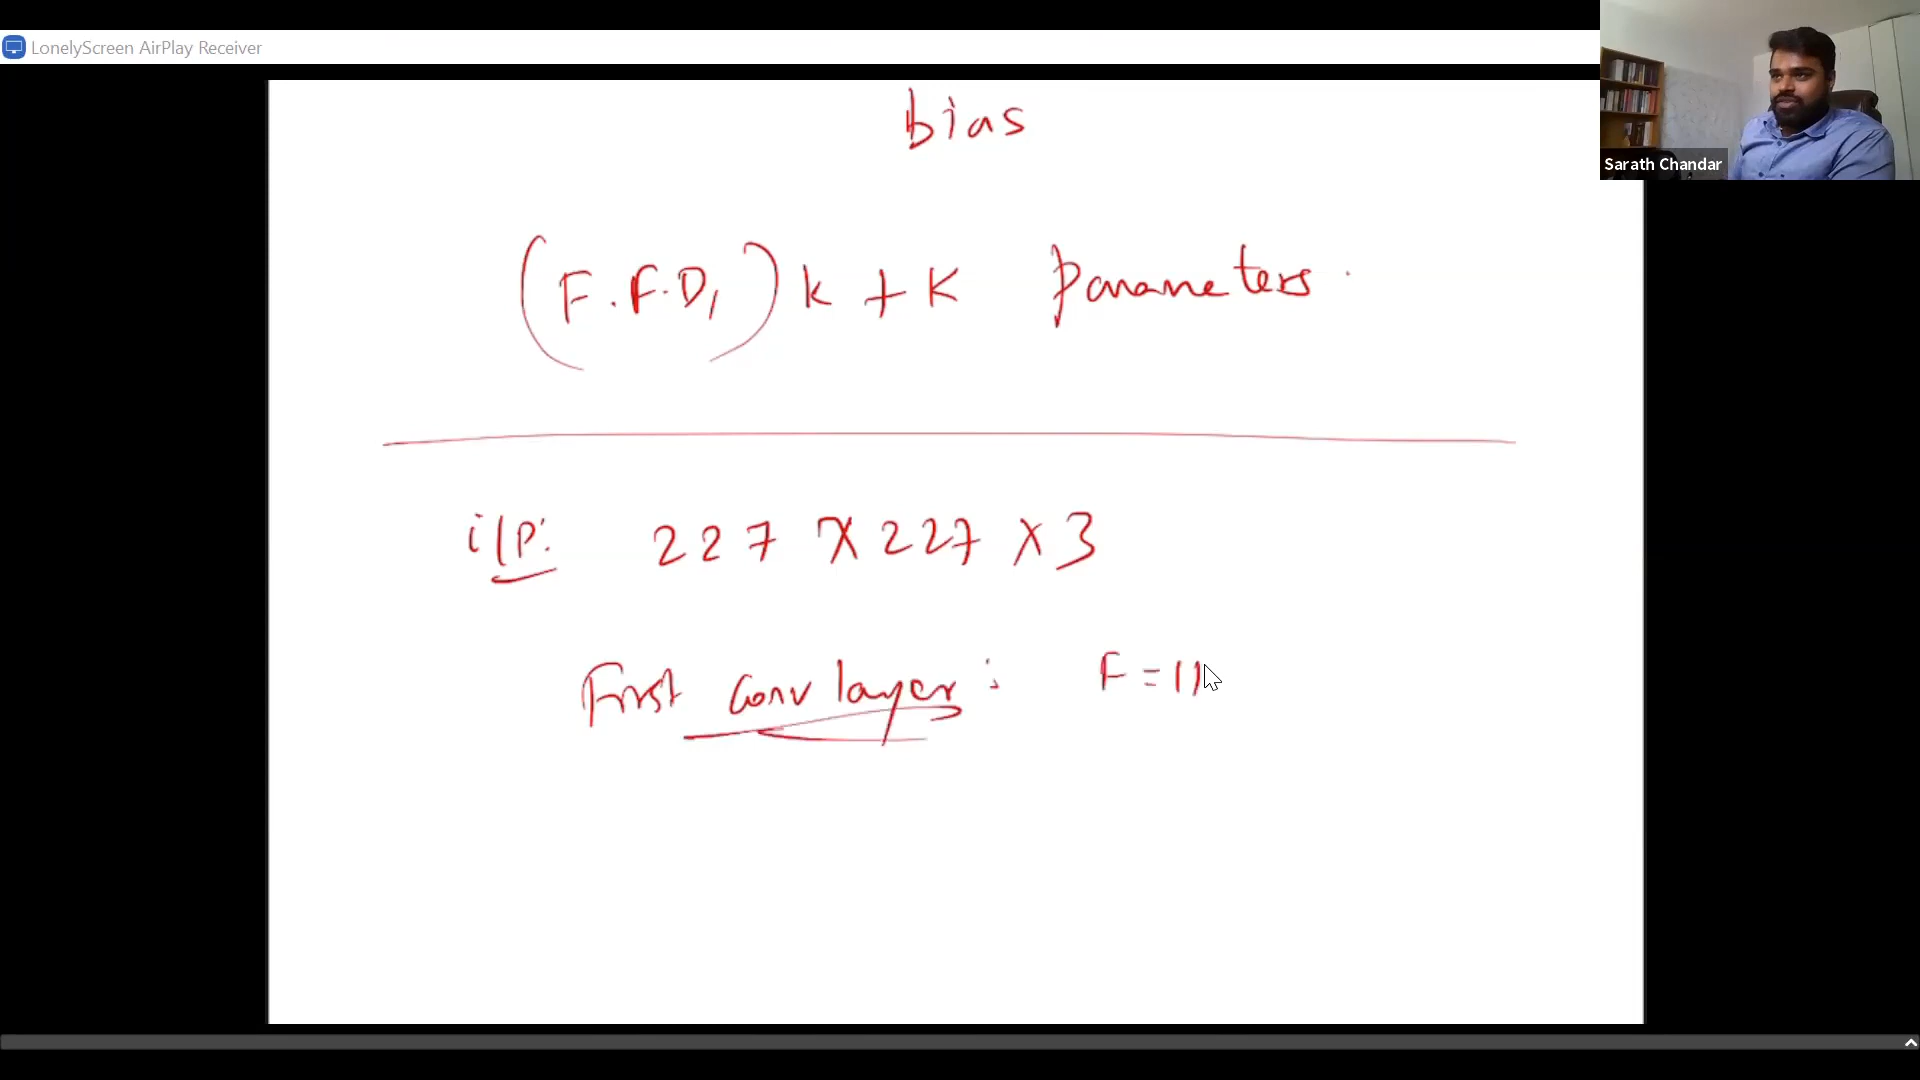 LonelyScreen AirPlay Receiver
Sarath Chandar
bias
(F.F.D₁)k + K Parameters.
i/p: 227 X 227 X 3
First conv layer: F = 11